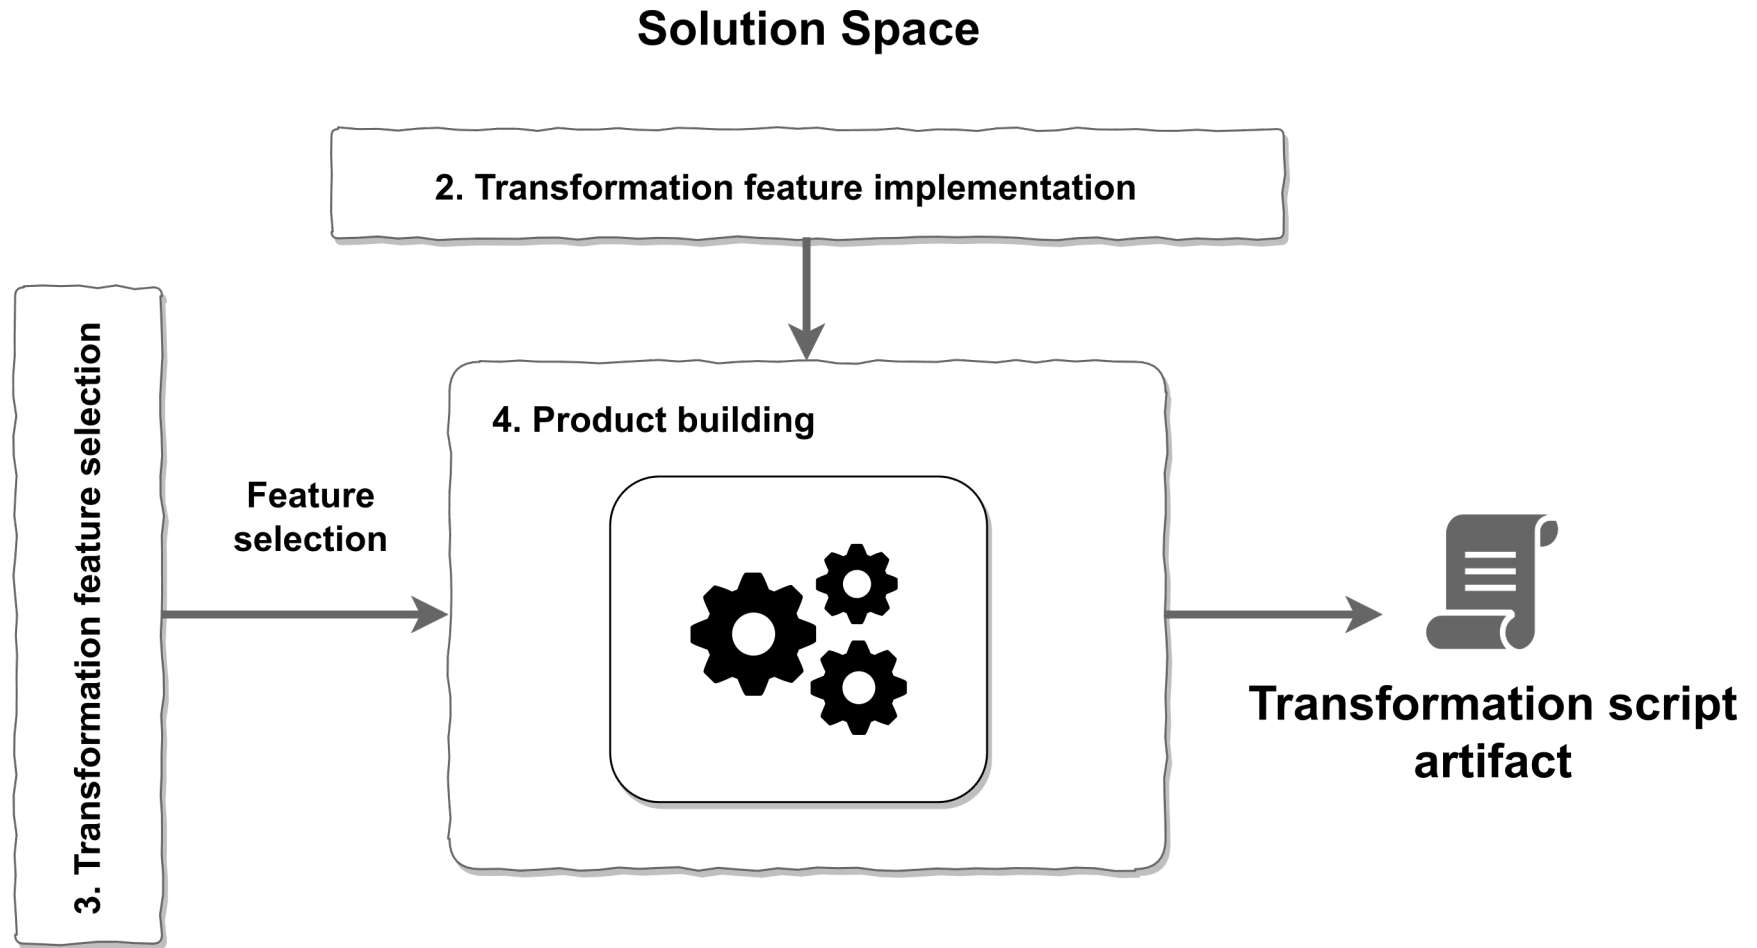 Solution Space
2. Transformation feature implementation
3. Transformation feature selection
Feature
selection
4. Product building
Transformation script
artifact